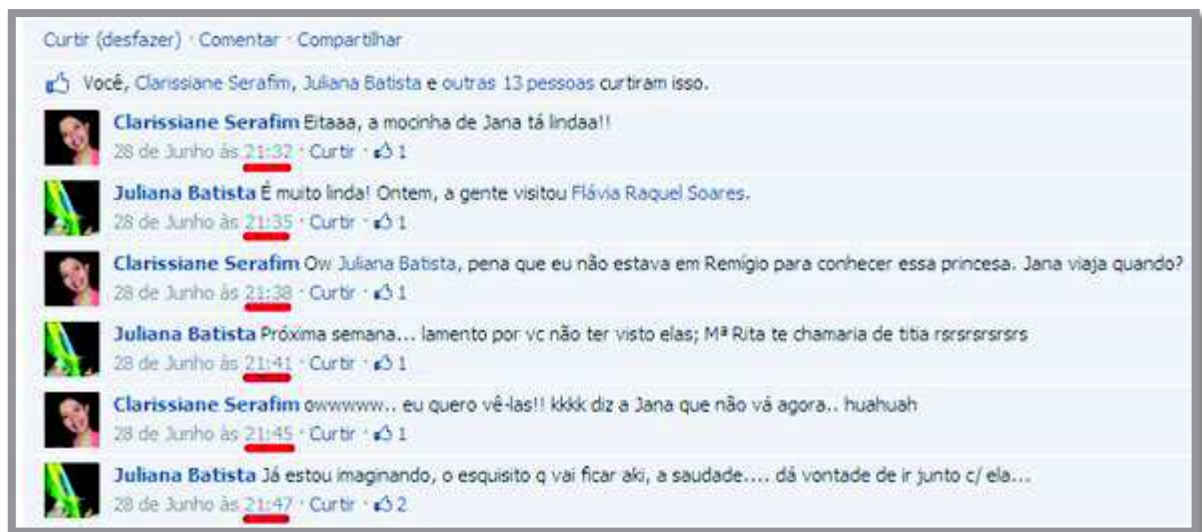 Curtir (desfazer) · Comentar · Compartilhar
Você, Clarissiane Serafim, Juliana Batista e outras 13 pessoas curtiram isso.
Clarissiane Serafim Eitaaa, a mocinha de Jana tá lindaa!!
28 de Junho às 21:32 · Curtir · 1
Juliana Batista É muito linda! Ontem, a gente visitou Flávia Raquel Soares.
28 de Junho às 21:35 · Curtir · 1
Clarissiane Serafim Ow Juliana Batista, pena que eu não estava em Remígio para conhecer essa princesa. Jana viaja quando?
28 de Junho às 21:38 · Curtir · 1
Juliana Batista Próxima semana... lamento por vc não ter visto elas; Mª Rita te chamaria de titia rsrsrsrsrsrs
28 de Junho às 21:41 · Curtir · 1
Clarissiane Serafim owwwww.. eu quero vê-las!! kkkk diz a Jana que não vá agora.. huahuah
28 de Junho às 21:45 · Curtir · 1
Juliana Batista Já estou imaginando, o esquisito q vai ficar aki, a saudade.... dá vontade de ir junto c/ ela...
28 de Junho às 21:47 · Curtir · 2